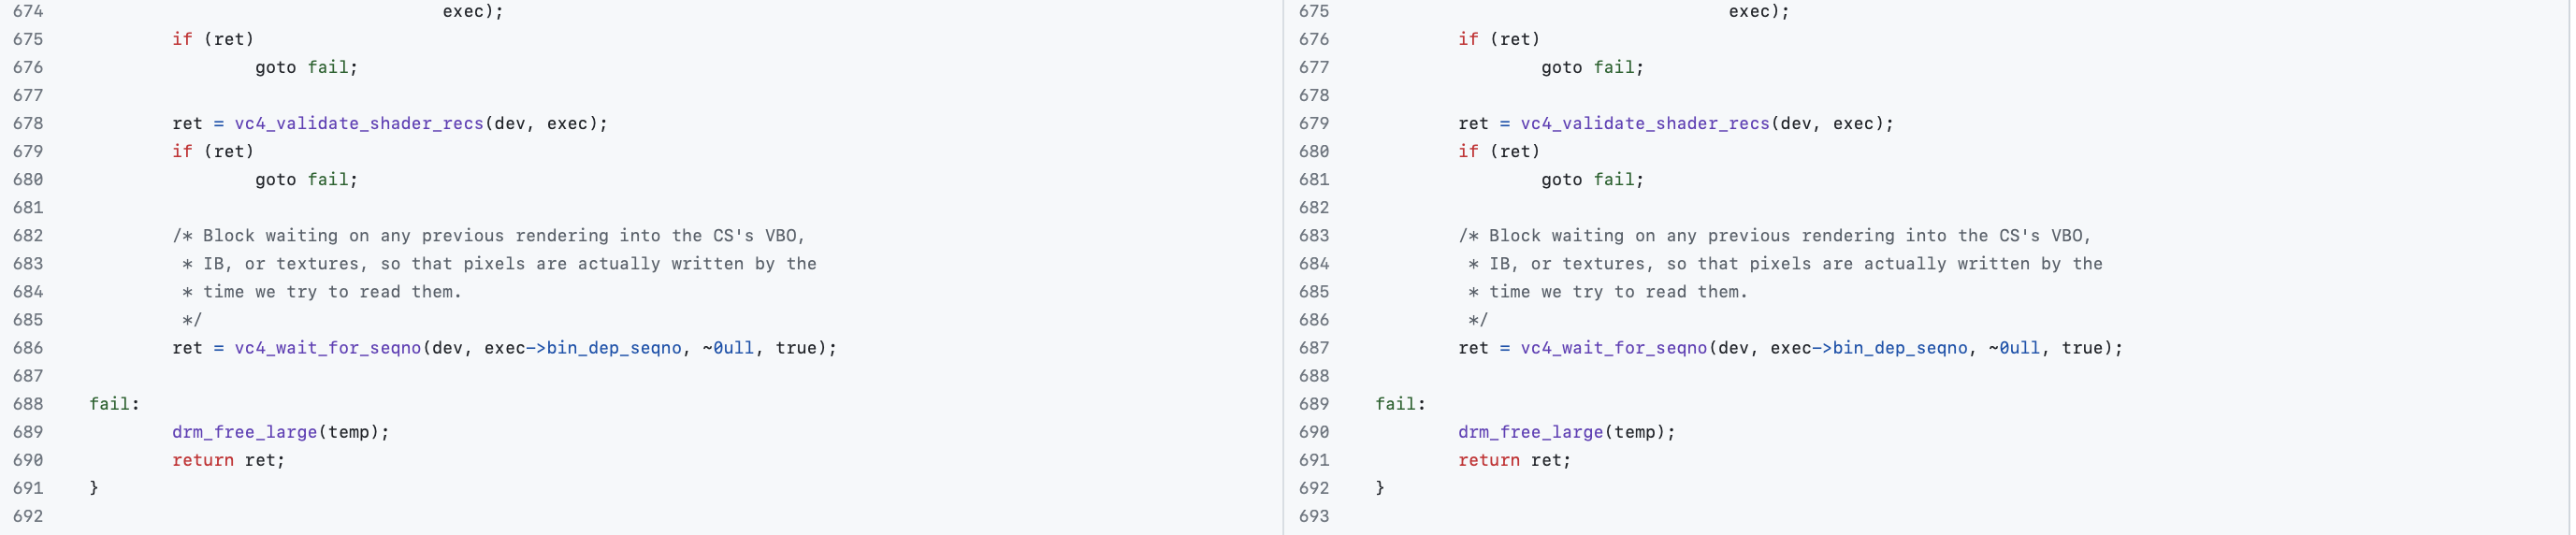 674                                  exec);
675         if (ret)
676                 goto fail;
677
678         ret = vc4_validate_shader_recs(dev, exec);
679         if (ret)
680                 goto fail;
681
682         /* Block waiting on any previous rendering into the CS's VBO,
683          * IB, or textures, so that pixels are actually written by the
684          * time we try to read them.
685          */
686         ret = vc4_wait_for_seqno(dev, exec->bin_dep_seqno, ~0ull, true);
687
688 fail:
689         drm_free_large(temp);
690         return ret;
691 }
692
675                                  exec);
676         if (ret)
677                 goto fail;
678
679         ret = vc4_validate_shader_recs(dev, exec);
680         if (ret)
681                 goto fail;
682
683         /* Block waiting on any previous rendering into the CS's VBO,
684          * IB, or textures, so that pixels are actually written by the
685          * time we try to read them.
686          */
687         ret = vc4_wait_for_seqno(dev, exec->bin_dep_seqno, ~0ull, true);
688
689 fail:
690         drm_free_large(temp);
691         return ret;
692 }
693